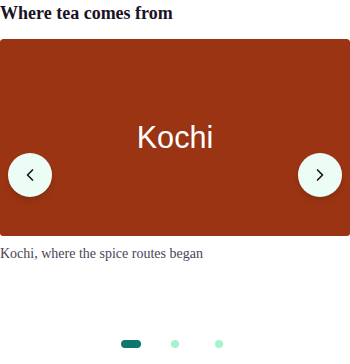 Where tea comes from
Kochi
Kochi, where the spice routes began